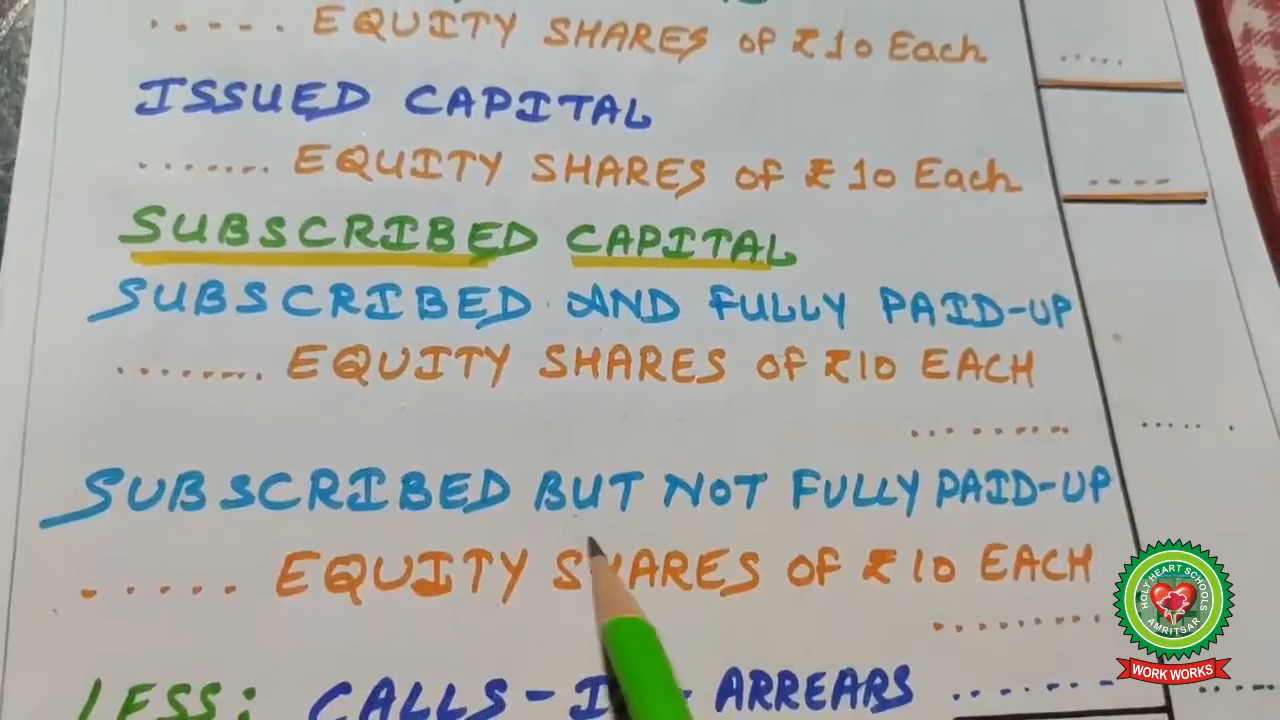 ..... EQUITY SHARES of ₹10 Each .....
ISSUED CAPITAL
....... EQUITY SHARES of ₹10 Each ....
SUBSCRIBED CAPITAL
SUBSCRIBED AND FULLY PAID-UP
........ EQUITY SHARES of ₹10 EACH
........ ......
SUBSCRIBED BUT NOT FULLY PAID-UP
...... EQUITY SHARES OF ₹10 EACH
........
LESS: CALLS-I - ARREARS ........ .....
HOLY HEART SCHOOLS
AMRITSAR
WORK WORKS